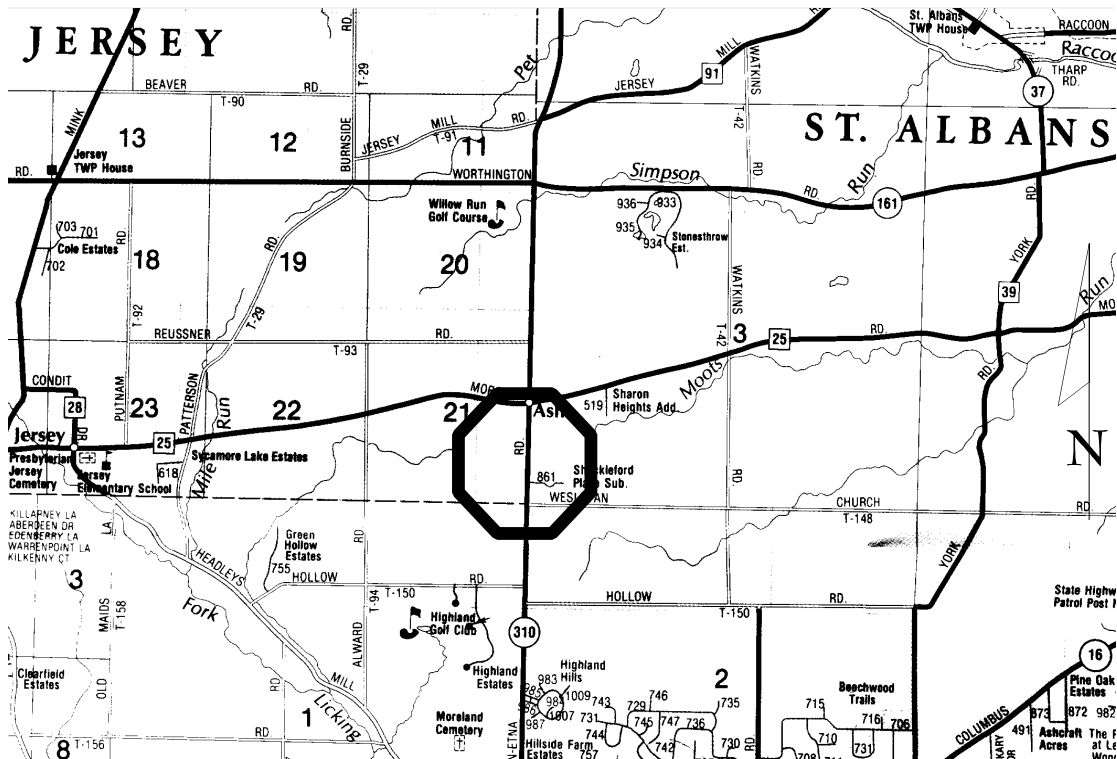 JERSEY
BEAVER RD.
T-90
MINK
13
12
Jersey
TWP House
BURNSIDE
RD.
T-29
JERSEY MILL RD.
T-91
11
JERSEY MILL
91
WATKINS
T-42
RD.
St. Albans
TWP House
RACCOON
THARP
RD.
37
ST. ALBANS
RD.
WORTHINGTON
RD
161
Simpson
Run
936
933
935
934
Stonesthrow
Est.
Willow Run
Golf Course
703
701
702
Cole Estates
RD.
18
19
20
T-92
RD.
T-29
REUSSNER RD.
T-93
WATKINS
T-42
3
25
RD.
YORK
RD.
39
Run
Moots
RD.
CONDIT
28
DR
PUTNAM
23
PATTERSON
22
21
25
Run
Mile
Jersey
Presbyterian
Jersey
Cemetery
Jersey
Elementary School
618
Sycamore Lake Estates
519
Sharon
Heights Add.
RD.
861
N
RD.
CHURCH
RD.
T-148
KILLARNEY LA
ABERDEEN DR
EDENBERRY LA
WARRENPOINT LA
KILKENNY CT
LA
3
MAIDS
T-158
OLD
Green
Hollow
Estates
755
HEADLEYS
HOLLOW RD.
T-150
RD
T-94
ALWARD
Fork
Licking
MILL
RD
Highland
Golf Club
Highland
Estates
310
HOLLOW RD.
T-150
YORK
State Highw
Patrol Post
16
Clearfield
Estates
1
8
T-156
RD.
Moreland
Cemetery
Highland
Hills
983
1009
1007
987
Hillside Farm
Estates
757
743
731
744
729
746
745
747
736
742
735
730
2
RD
Beechwood
Trails
715
716
706
710
731
COLUMBUS
Pine Oak
Estates
873
872
491
Ashcraft
Acres